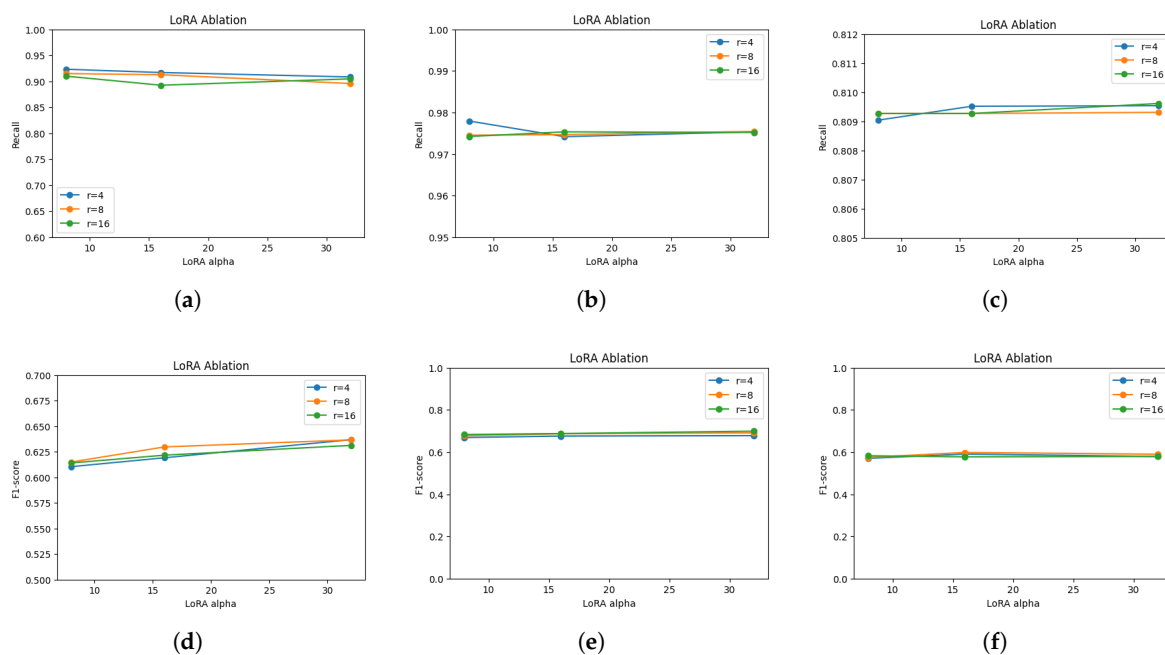 LoRA Ablation
1.00
0.95
0.90
0.85
0.80
0.75
0.70
0.65
0.60
Recall
r=4
r=8
r=16
10 15 20 25 30
LoRA alpha
(a)
LoRA Ablation
1.00
0.99
0.98
0.97
0.96
0.95
Recall
r=4
r=8
r=16
10 15 20 25 30
LoRA alpha
(b)
LoRA Ablation
0.812
0.811
0.810
0.809
0.808
0.807
0.806
0.805
Recall
r=4
r=8
r=16
10 15 20 25 30
LoRA alpha
(c)
LoRA Ablation
0.700
0.675
0.650
0.625
0.600
0.575
0.550
0.525
0.500
F1-score
r=4
r=8
r=16
10 15 20 25 30
LoRA alpha
(d)
LoRA Ablation
1.0
0.8
0.6
0.4
0.2
0.0
F1-score
r=4
r=8
r=16
10 15 20 25 30
LoRA alpha
(e)
LoRA Ablation
1.0
0.8
0.6
0.4
0.2
0.0
F1-score
r=4
r=8
r=16
10 15 20 25 30
LoRA alpha
(f)